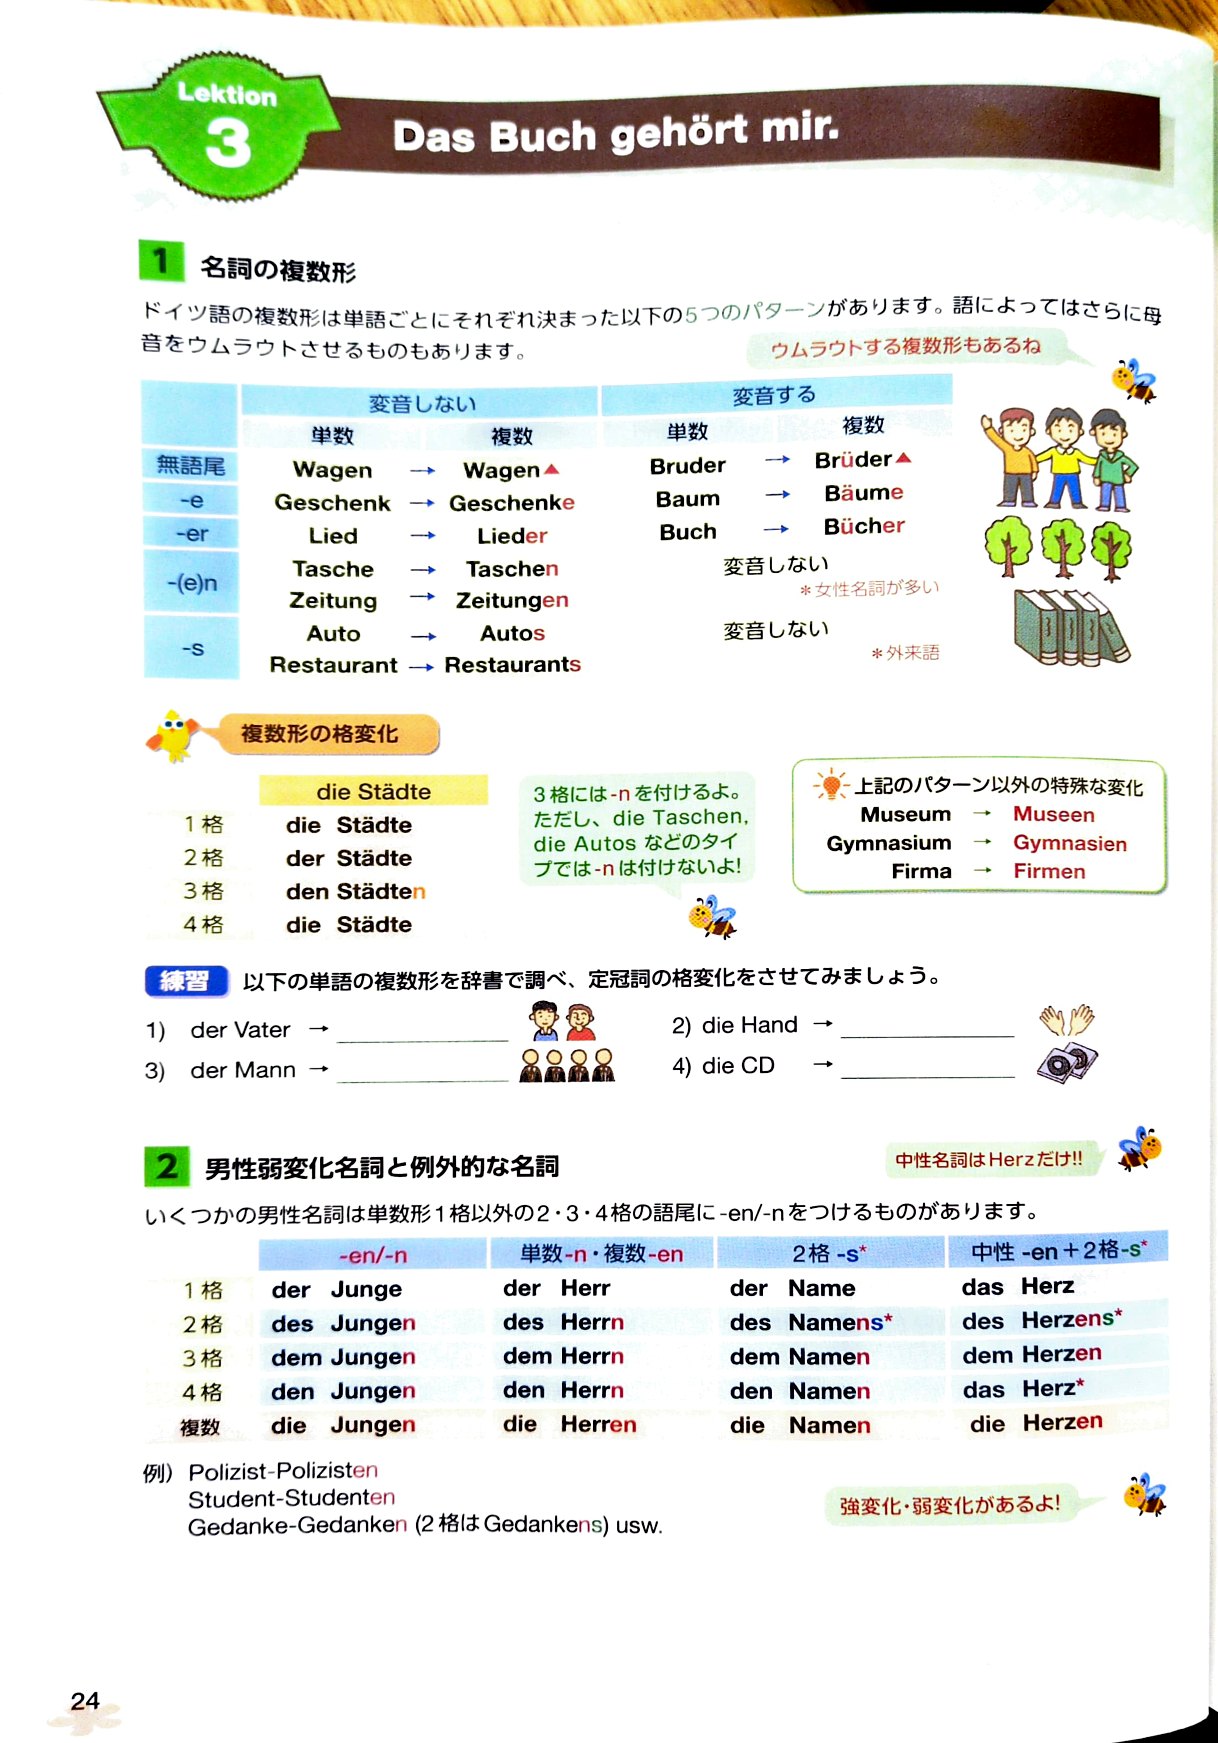 Lektion
3
Das Buch gehört mir.
1 名詞の複数形
ドイツ語の複数形は単語ごとにそれぞれ決まった以下の5つのパターンがあります。語によってはさらに母
音をウムラウトさせるものもあります。
ウムラウトする複数形もあるね
変音しない 変音する
単数 複数 単数 複数
無語尾 Wagen → Wagen▲ Bruder → Brüder▲
-e Geschenk → Geschenke Baum → Bäume
-er Lied → Lieder Buch → Bücher
-(e)n Tasche → Taschen 変音しない
Zeitung → Zeitungen *女性名詞が多い
-s Auto → Autos 変音しない
Restaurant → Restaurants *外来語
複数形の格変化
die Städte
1格 die Städte
2格 der Städte
3格 den Städten
4格 die Städte
3格には-nを付けるよ。
ただし、die Taschen,
die Autos などのタイ
プでは-nは付けないよ!
上記のパターン以外の特殊な変化
Museum → Museen
Gymnasium → Gymnasien
Firma → Firmen
練習 以下の単語の複数形を辞書で調べ、定冠詞の格変化をさせてみましょう。
1) der Vater → 2) die Hand →
3) der Mann → 4) die CD →
2 男性弱変化名詞と例外的な名詞
中性名詞はHerzだけ!!
いくつかの男性名詞は単数形1格以外の2・3・4格の語尾に-en/-nをつけるものがあります。
-en/-n 単数-n・複数-en 2格 -s* 中性 -en+2格-s*
1格 der Junge der Herr der Name das Herz
2格 des Jungen des Herrn des Namens* des Herzens*
3格 dem Jungen dem Herrn dem Namen dem Herzen
4格 den Jungen den Herrn den Namen das Herz*
複数 die Jungen die Herren die Namen die Herzen
例) Polizist-Polizisten
Student-Studenten
Gedanke-Gedanken (2格はGedankens) usw.
強変化・弱変化があるよ!
24